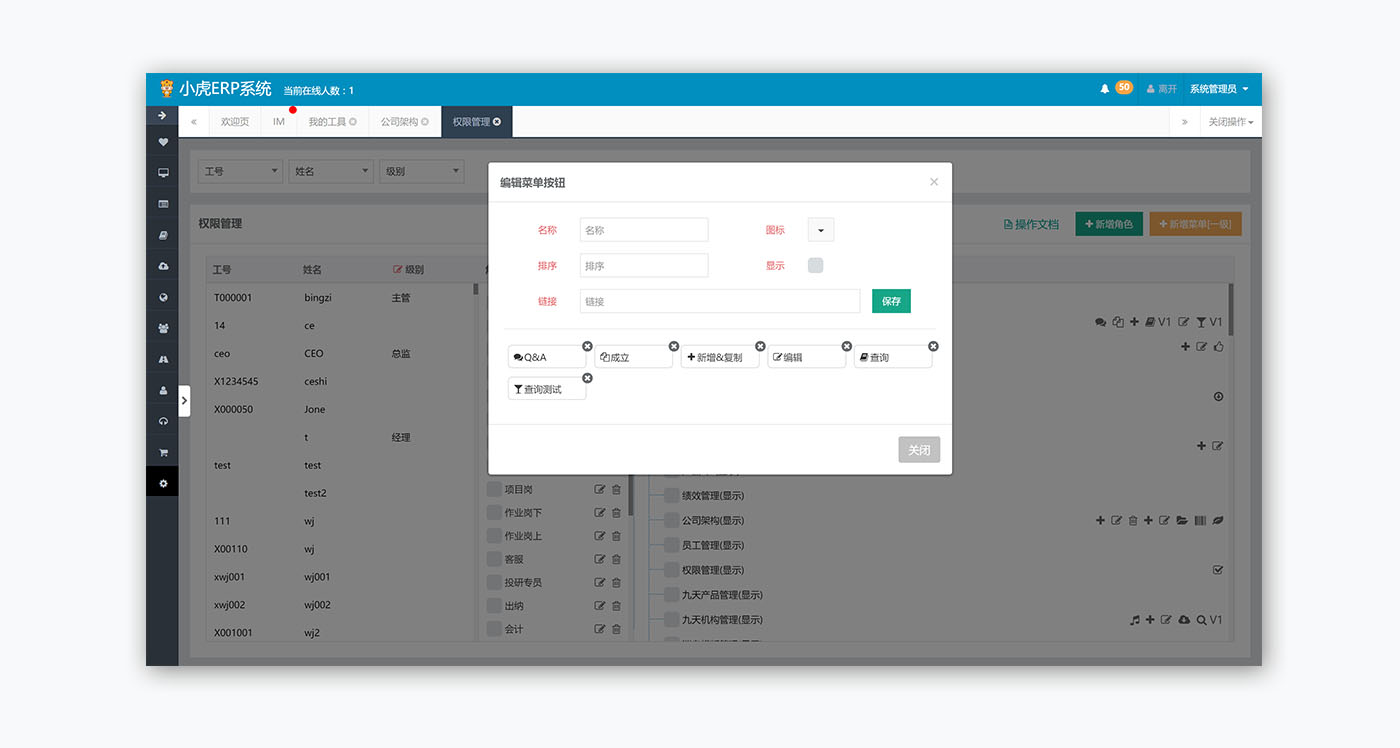 小虎ERP系统 当前在线人数：1 50 离开 系统管理员
« 欢迎页 IM 我的工具 公司架构 权限管理 » 关闭操作
工号 姓名 级别
编辑菜单按钮 ×
名称 名称 图标
排序 排序 显示
链接 链接 保存
Q&A 成立 新增&复制 编辑 查询
查询测试
关闭
权限管理 操作文档 +新增角色 +新增菜单[一级]
工号 姓名 级别
T000001 bingzi 主管
14 ce
ceo CEO 总监
X1234545 ceshi
X000050 Jone
t 经理
test test
test2
111 wj
X00110 wj
xwj001 wj001
xwj002 wj002
X001001 wj2
项目岗
作业岗下
作业岗上
客服
投研专员
出纳
会计
V1 V1
绩效管理(显示)
公司架构(显示)
员工管理(显示)
权限管理(显示)
九天产品管理(显示)
九天机构管理(显示) V1